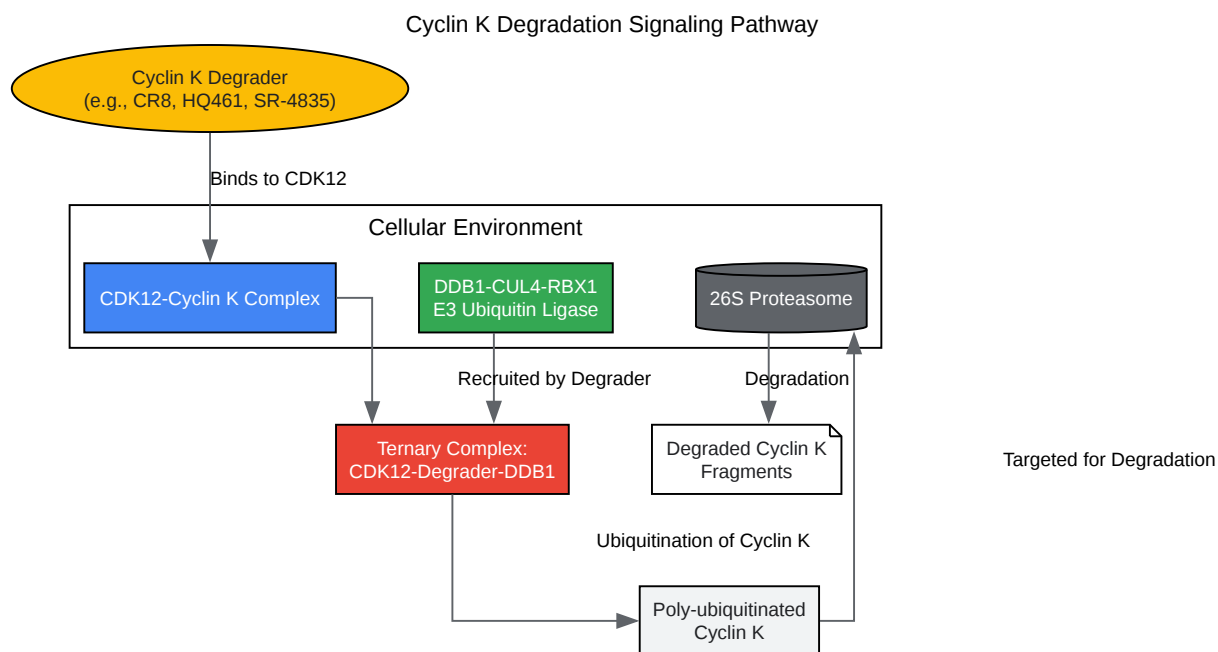 Cyclin K Degradation Signaling Pathway
Cyclin K Degrader
(e.g., CR8, HQ461, SR-4835)
Binds to CDK12
Cellular Environment
CDK12-Cyclin K Complex
DDB1-CUL4-RBX1
E3 Ubiquitin Ligase
26S Proteasome
Recruited by Degrader
Degradation
Ternary Complex:
CDK12-Degrader-DDB1
Degraded Cyclin K
Fragments
Targeted for Degradation
Ubiquitination of Cyclin K
Poly-ubiquitinated
Cyclin K